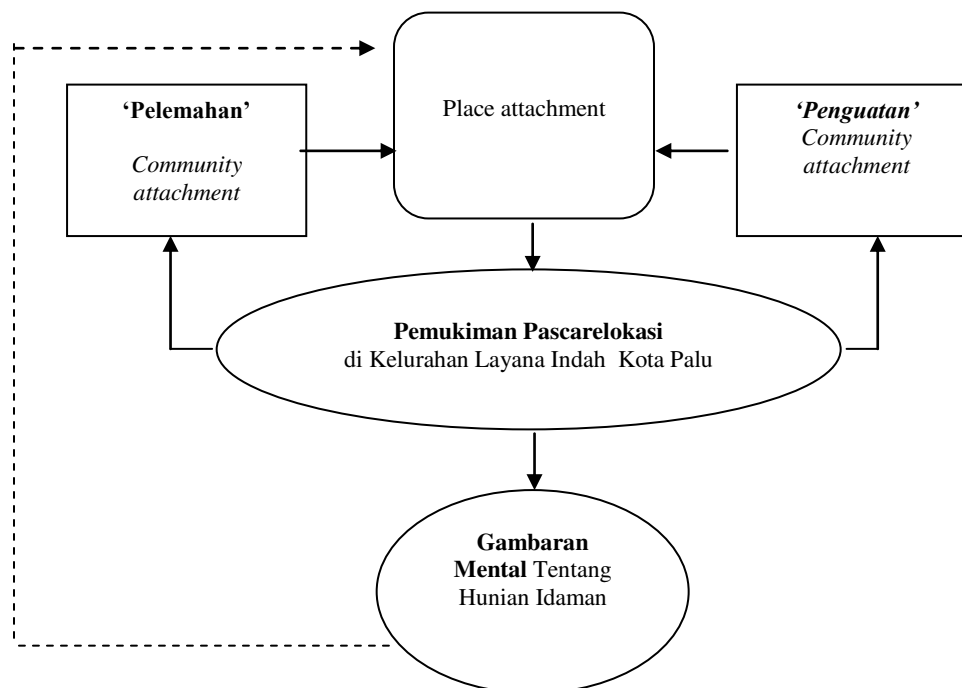 Place attachment
‘Pelemahan’
Community
attachment
‘Penguatan’
Community
attachment
Pemukiman Pascarelokasi
di Kelurahan Layana Indah Kota Palu
Gambaran
Mental Tentang
Hunian Idaman